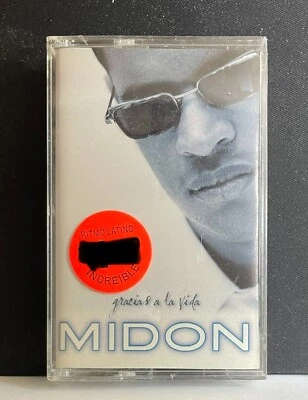 RITMO LATINO
INCREIBLE
gracias a la vida
MIDON